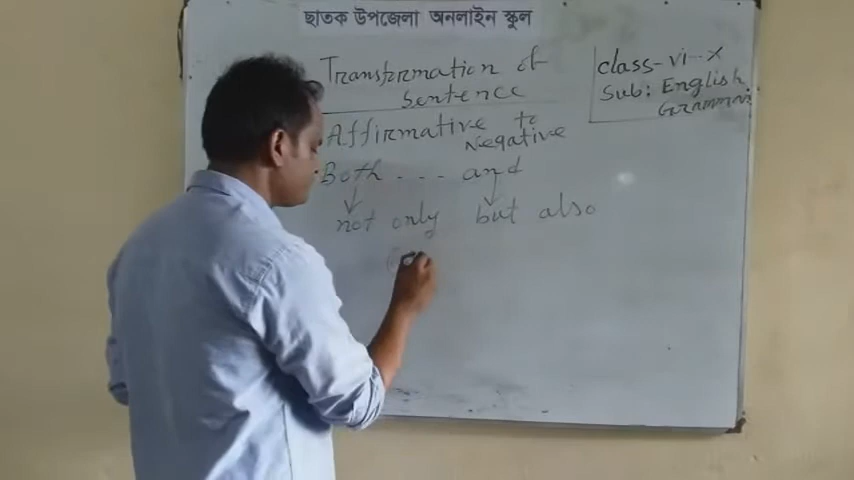 ছাতক উপজেলা অনলাইন স্কুল
Transformation of
Sentence
class- vi - X
Sub: English
Grammar
Affirmative to
Negative
Both ... and
not only but also